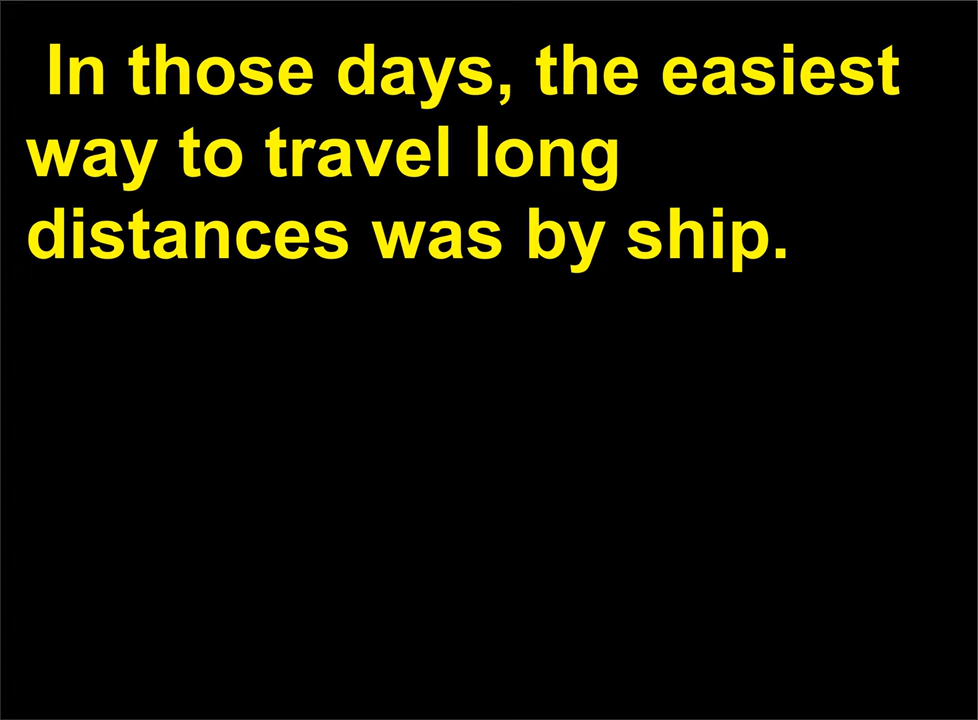 In those days, the easiest
way to travel long
distances was by ship.